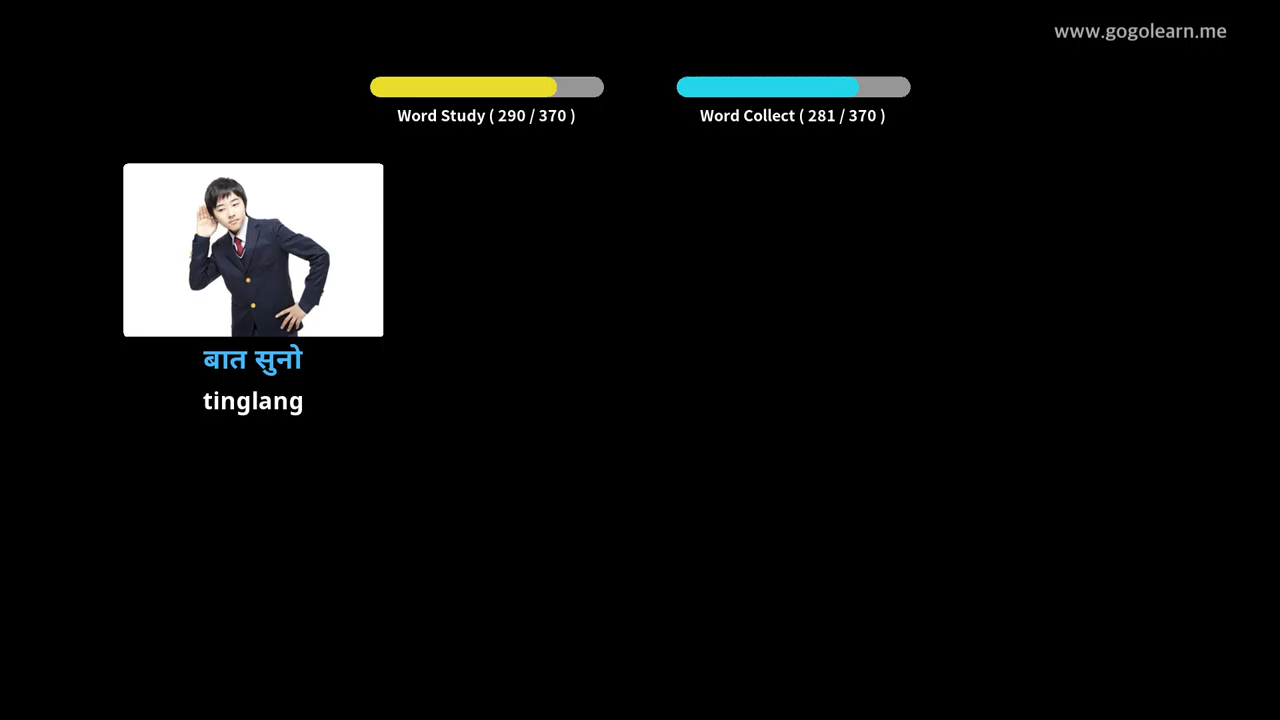 www.gogolearn.me
Word Study ( 290 / 370 )
Word Collect ( 281 / 370 )
बात सुनो
tinglang